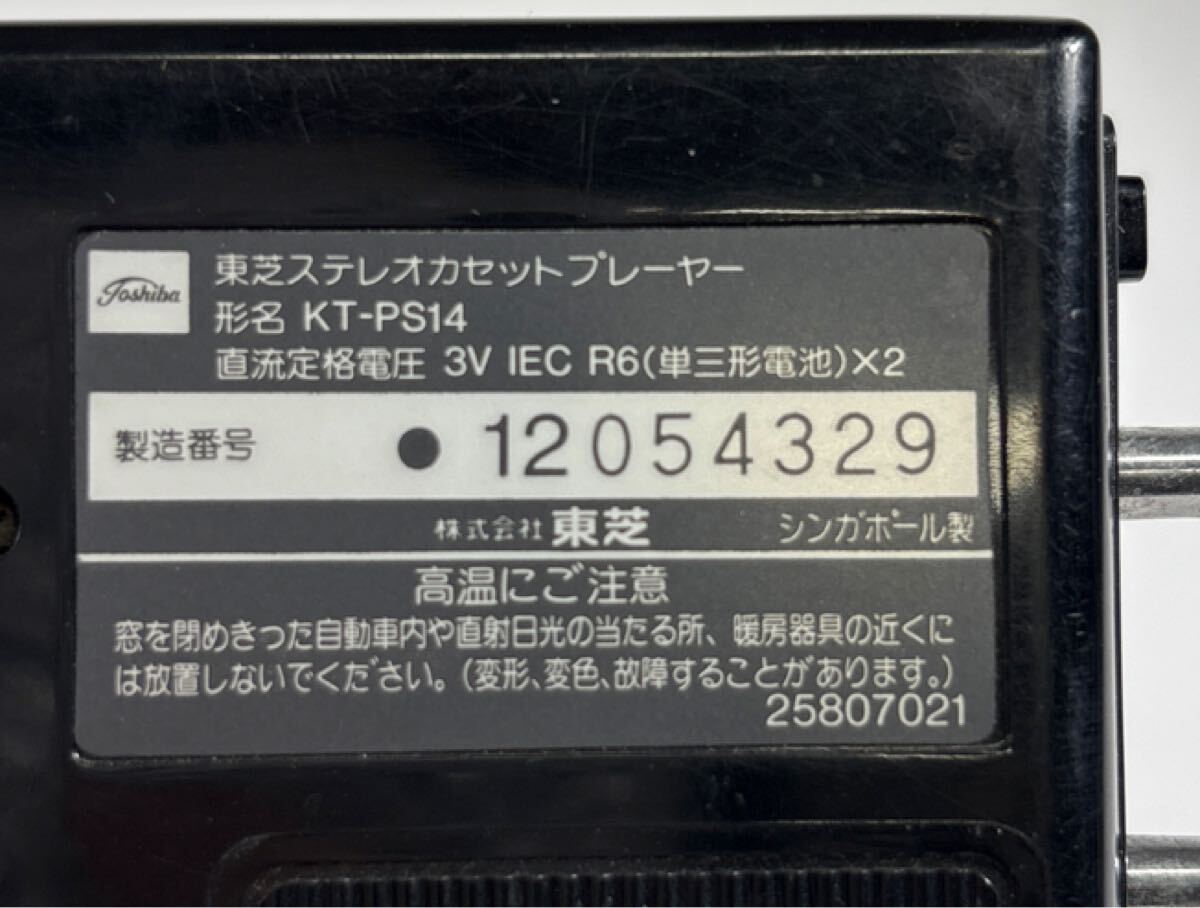 Toshiba
東芝ステレオカセットプレーヤー
形名 KT-PS14
直流定格電圧 3V IEC R6(単三形電池)×2
製造番号 ● 12054329
株式会社 東芝 シンガポール製
高温にご注意
窓を閉めきった自動車内や直射日光の当たる所、暖房器具の近くに
は放置しないでください。(変形、変色、故障することがあります。)
25807021